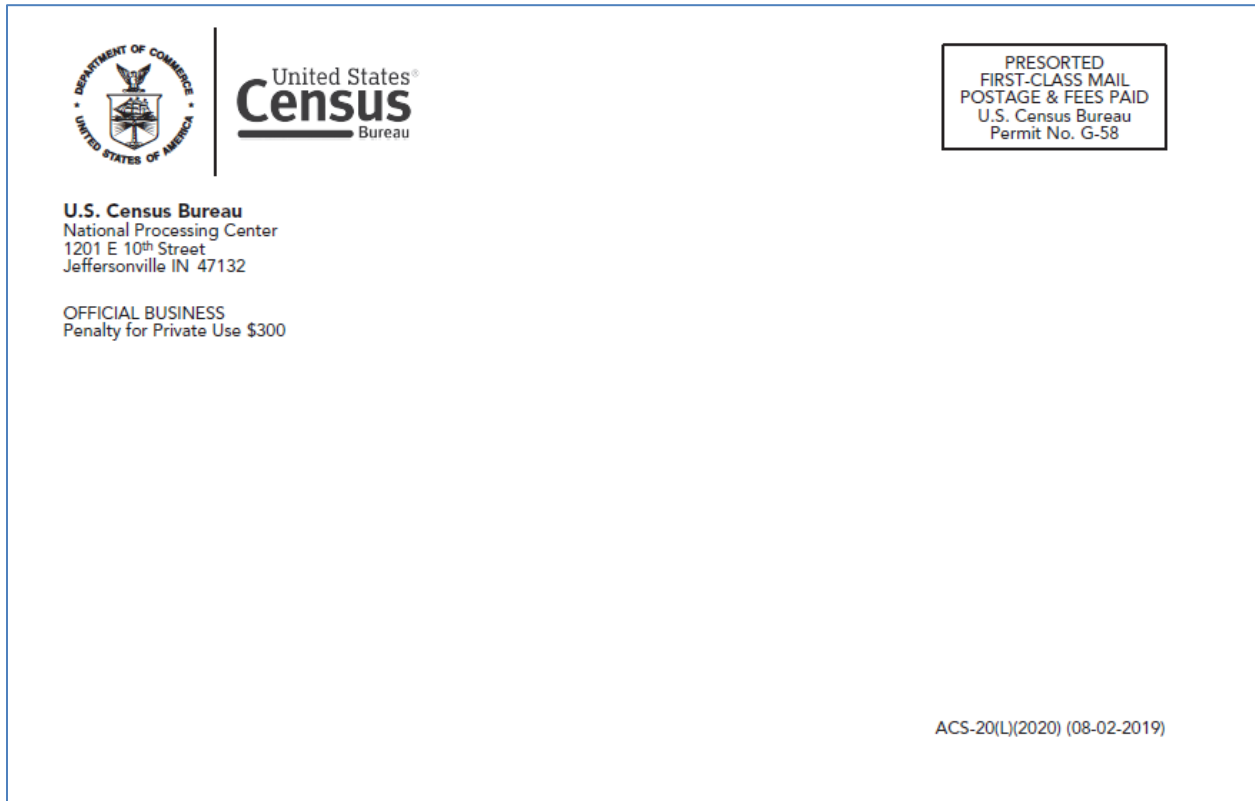 DEPARTMENT OF COMMERCE
UNITED STATES OF AMERICA
United States®
Census
Bureau
PRESORTED
FIRST-CLASS MAIL
POSTAGE & FEES PAID
U.S. Census Bureau
Permit No. G-58
U.S. Census Bureau
National Processing Center
1201 E 10th Street
Jeffersonville IN 47132
OFFICIAL BUSINESS
Penalty for Private Use $300
ACS-20(L)(2020) (08-02-2019)